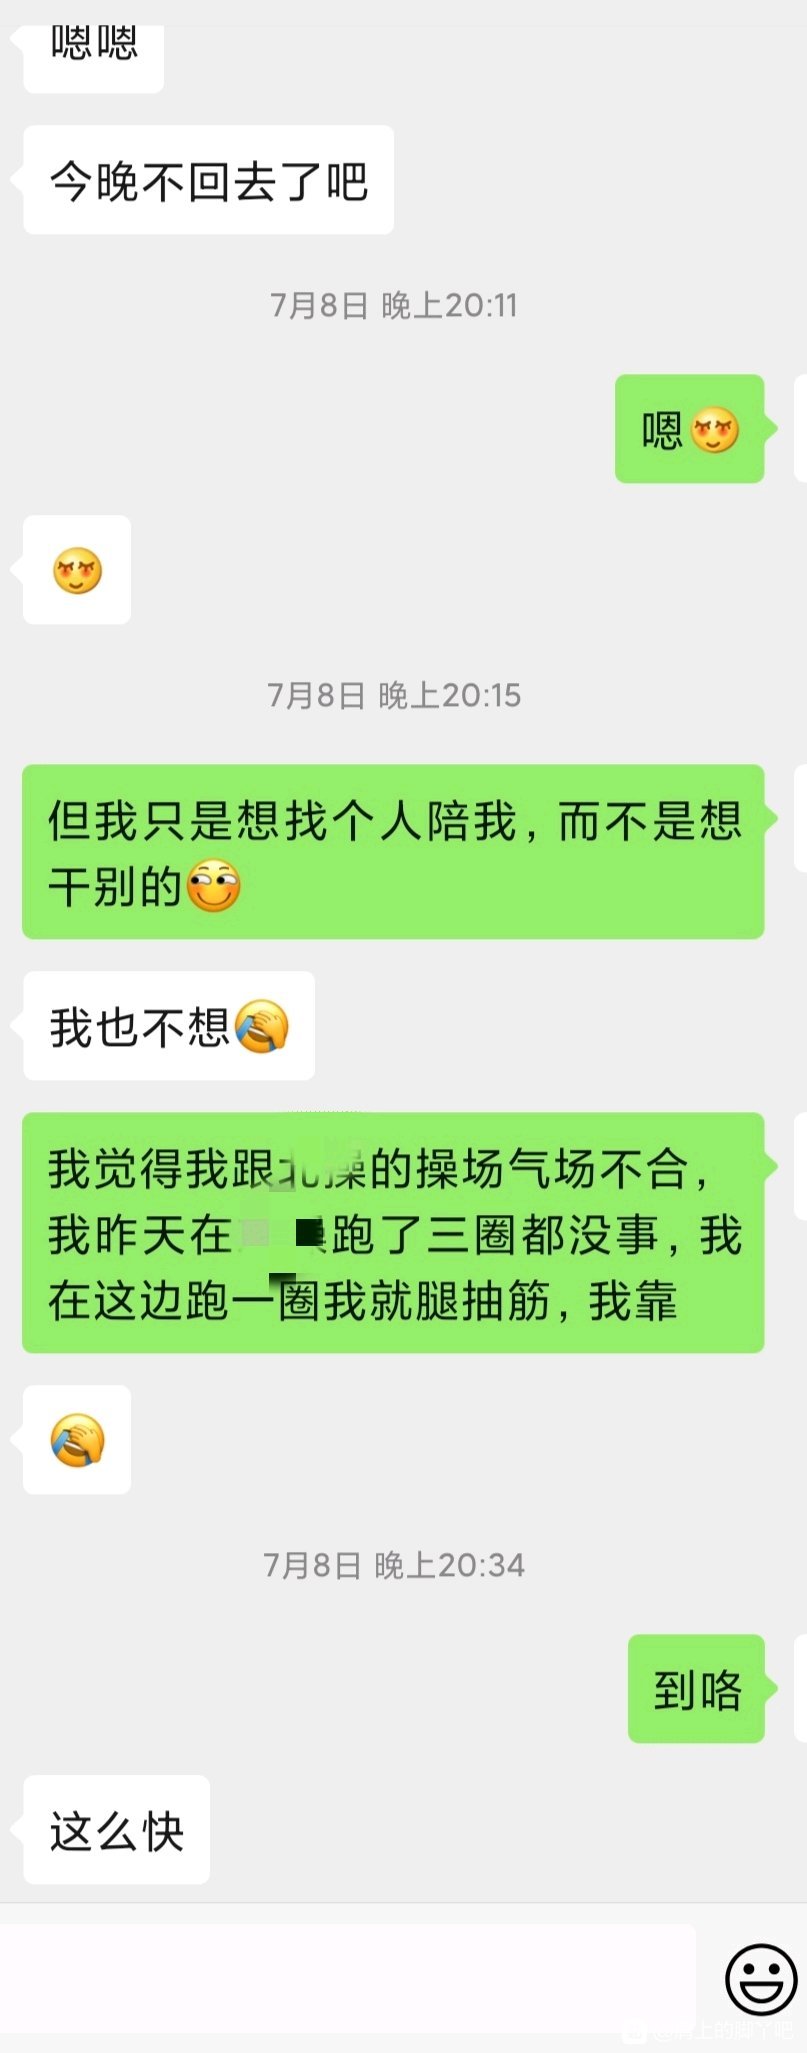 嗯嗯
今晚不回去了吧
7月8日 晚上20:11
嗯
7月8日 晚上20:15
但我只是想找个人陪我，而不是想
干别的
我也不想
我觉得我跟北操的操场气场不合，
我昨天在 跑了三圈都没事，我
在这边跑一圈我就腿抽筋，我靠
7月8日 晚上20:34
到咯
这么快